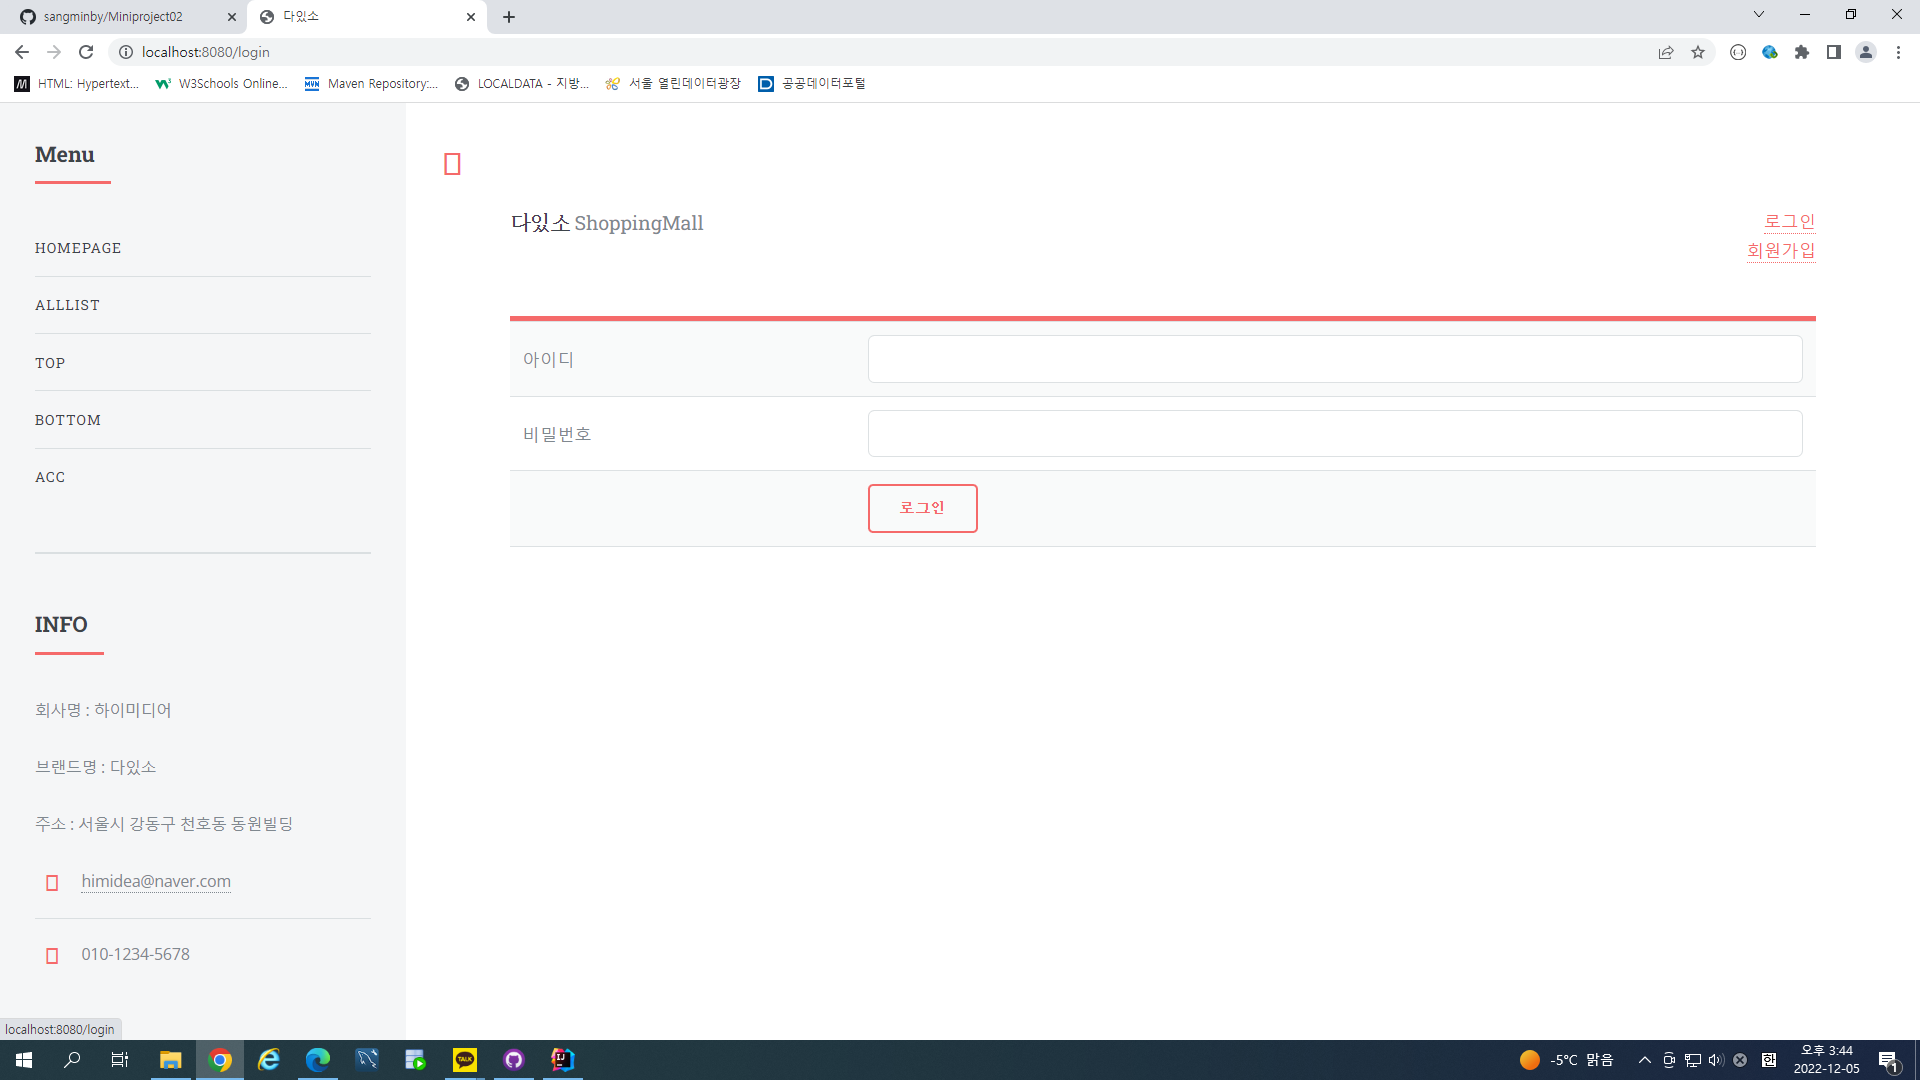 sangminby/Miniproject02
다있소
localhost:8080/login
HTML: Hypertext...
W3Schools Online...
Maven Repository:...
LOCALDATA - 지방...
서울 열린데이터광장
공공데이터포털
Menu
HOMEPAGE
ALLLIST
TOP
BOTTOM
ACC
INFO
회사명 : 하이미디어
브랜드명 : 다있소
주소 : 서울시 강동구 천호동 동원빌딩
himidea@naver.com
010-1234-5678
다있소 ShoppingMall
로그인
회원가입
아이디
비밀번호
로그인
localhost:8080/login
TALK
IJ
-5°C 맑음
한
오후 3:44
2022-12-05
1